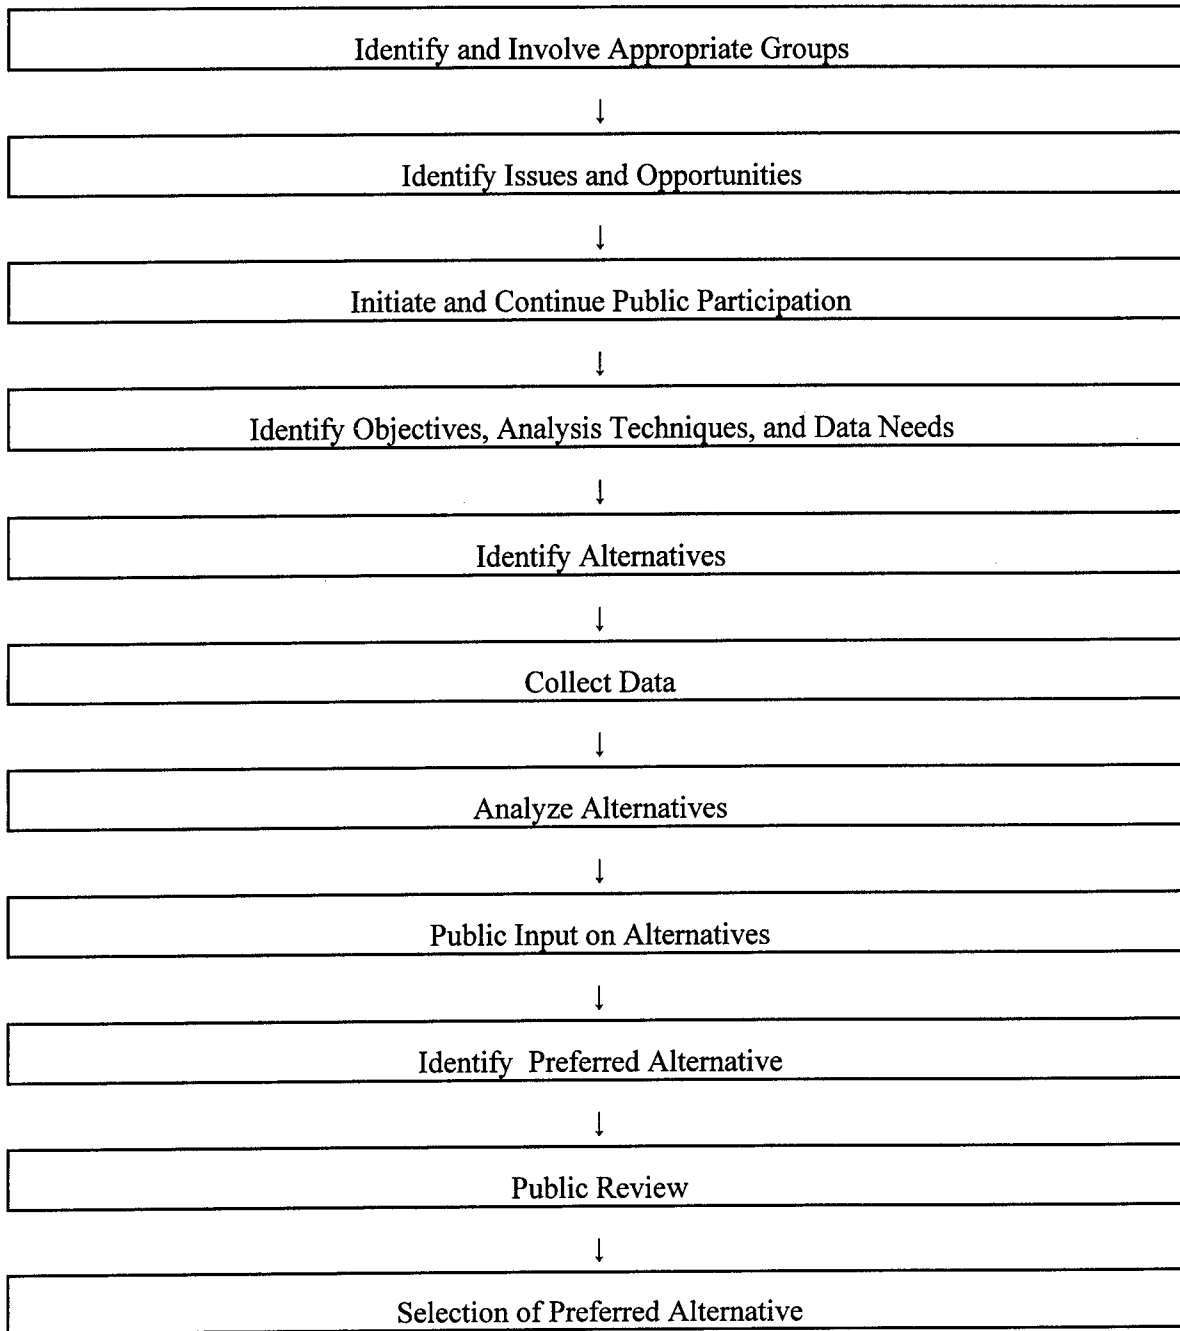 Identify and Involve Appropriate Groups
↓
Identify Issues and Opportunities
↓
Initiate and Continue Public Participation
↓
Identify Objectives, Analysis Techniques, and Data Needs
↓
Identify Alternatives
↓
Collect Data
↓
Analyze Alternatives
↓
Public Input on Alternatives
↓
Identify Preferred Alternative
↓
Public Review
↓
Selection of Preferred Alternative